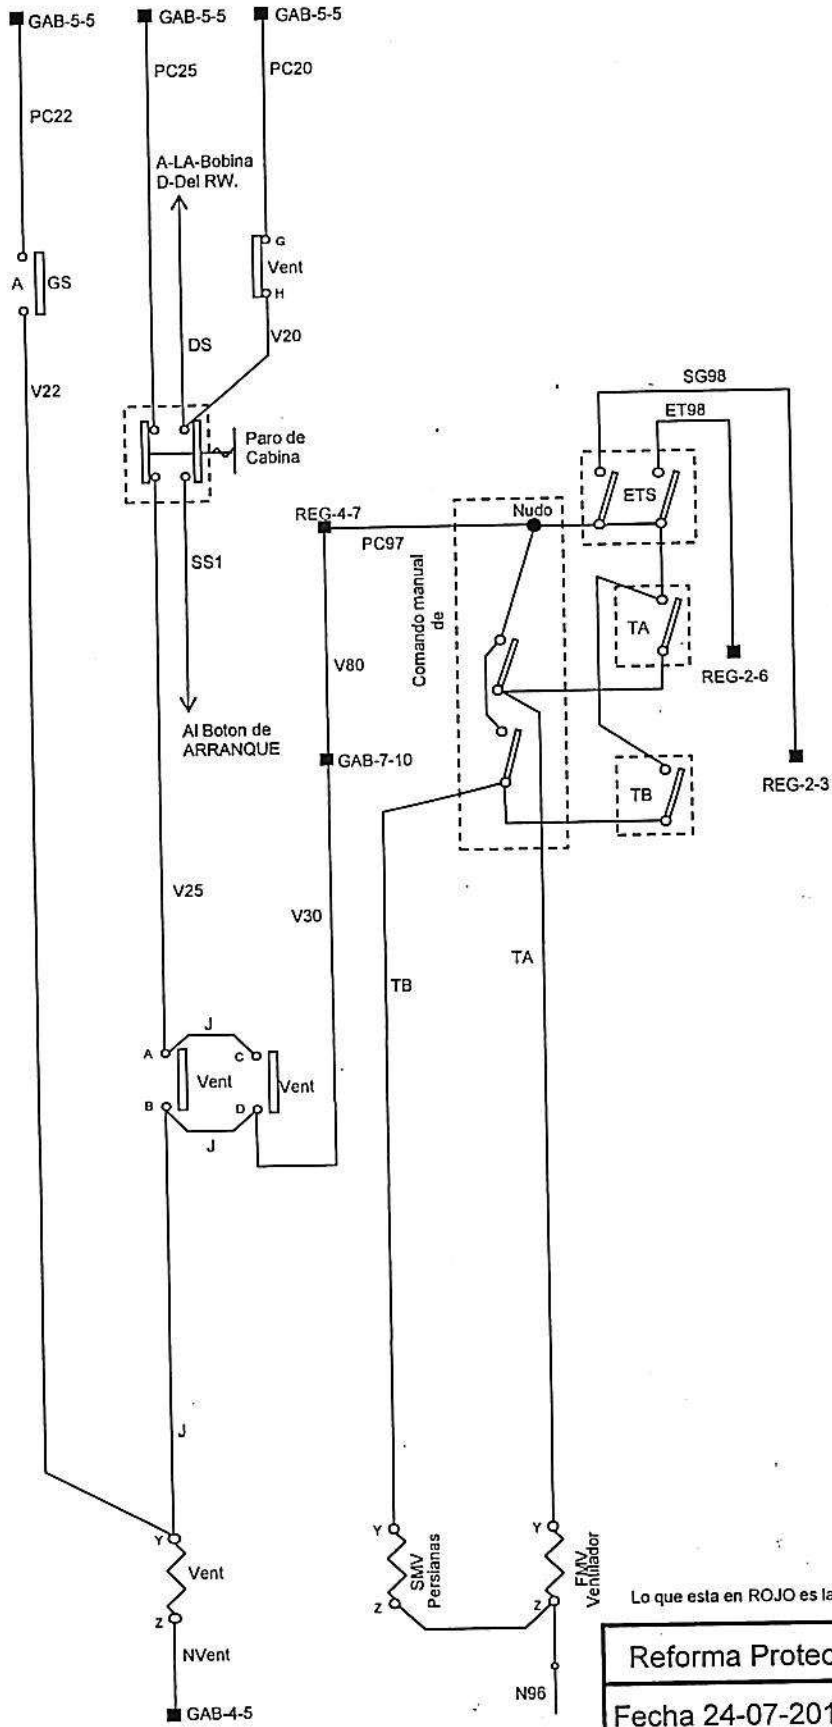 GAB-5-5
GAB-5-5
GAB-5-5
PC25
PC20
PC22
A-LA-Bobina
D-Del RW.
G
Vent
H
A
GS
DS
V20
V22
SG98
ET98
Paro de
Cabina
ETS
REG-4-7
Nudo
PC97
SS1
Comando manual
de
TA
V80
REG-2-6
Al Boton de
ARRANQUE
GAB-7-10
TB
REG-2-3
V25
V30
TB
TA
J
A
C
Vent
Vent
B
D
J
J
Y
Vent
Z
NVent
GAB-4-5
Y
SMV
Persianas
Z
Y
FMV
Ventilador
Z
N96
Lo que esta en ROJO es la
Reforma Protec
Fecha 24-07-201